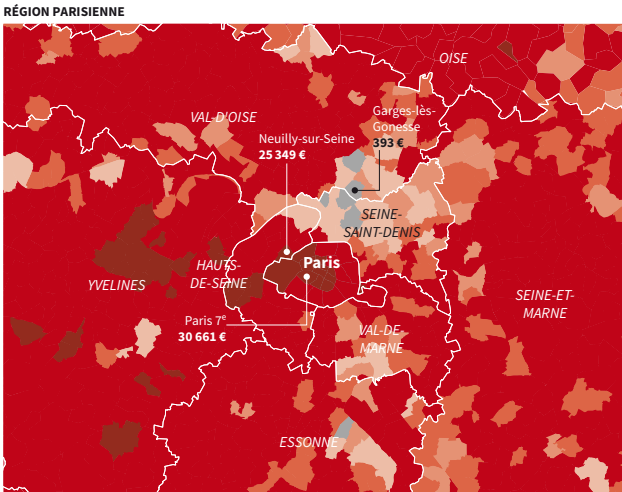 RÉGION PARISIENNE
OISE
VAL-D'OISE
Garges-lès-
Gonesse
393 €
Neuilly-sur-Seine
25 349 €
SEINE-
SAINT-DENIS
Paris
HAUTS-
DE-SEINE
YVELINES
SEINE-ET-
MARNE
Paris 7e
30 661 €
VAL-DE-
MARNE
ESSONNE